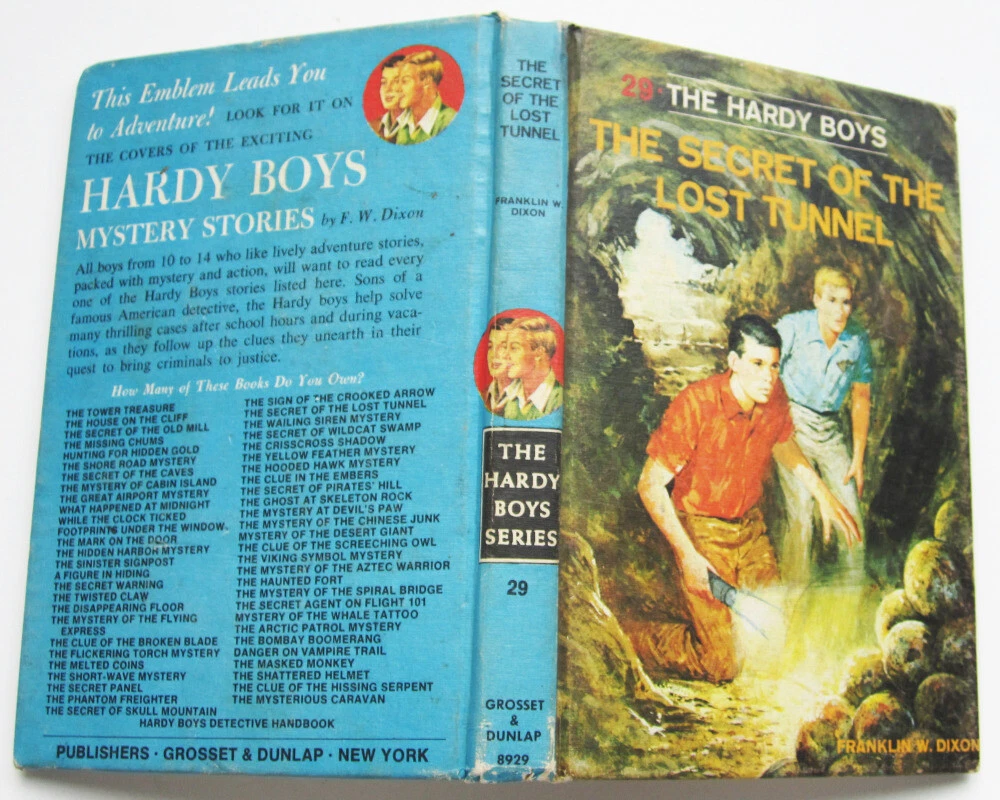 This Emblem Leads You
to Adventure! LOOK FOR IT ON
THE COVERS OF THE EXCITING
HARDY BOYS
MYSTERY STORIES by F. W. Dixon
All boys from 10 to 14 who like lively adventure stories,
packed with mystery and action, will want to read every
one of the Hardy Boys stories listed here. Sons of a
famous American detective, the Hardy boys help solve
many thrilling cases after school hours and during vaca-
tions, as they follow up the clues they unearth in their
quest to bring criminals to justice.
How Many of These Books Do You Own?
THE TOWER TREASURE
THE HOUSE ON THE CLIFF
THE SECRET OF THE OLD MILL
THE MISSING CHUMS
HUNTING FOR HIDDEN GOLD
THE SHORE ROAD MYSTERY
THE SECRET OF THE CAVES
THE MYSTERY OF CABIN ISLAND
THE GREAT AIRPORT MYSTERY
WHAT HAPPENED AT MIDNIGHT
WHILE THE CLOCK TICKED
FOOTPRINTS UNDER THE WINDOW
THE MARK ON THE DOOR
THE HIDDEN HARBOR MYSTERY
THE SINISTER SIGNPOST
A FIGURE IN HIDING
THE SECRET WARNING
THE TWISTED CLAW
THE DISAPPEARING FLOOR
THE MYSTERY OF THE FLYING
EXPRESS
THE CLUE OF THE BROKEN BLADE
THE FLICKERING TORCH MYSTERY
THE MELTED COINS
THE SHORT-WAVE MYSTERY
THE SECRET PANEL
THE PHANTOM FREIGHTER
THE SECRET OF SKULL MOUNTAIN
THE SIGN OF THE CROOKED ARROW
THE SECRET OF THE LOST TUNNEL
THE WAILING SIREN MYSTERY
THE SECRET OF WILDCAT SWAMP
THE CRISSCROSS SHADOW
THE YELLOW FEATHER MYSTERY
THE HOODED HAWK MYSTERY
THE CLUE IN THE EMBERS
THE SECRET OF PIRATES' HILL
THE GHOST AT SKELETON ROCK
THE MYSTERY AT DEVIL'S PAW
THE MYSTERY OF THE CHINESE JUNK
MYSTERY OF THE DESERT GIANT
THE CLUE OF THE SCREECHING OWL
THE VIKING SYMBOL MYSTERY
THE MYSTERY OF THE AZTEC WARRIOR
THE HAUNTED FORT
THE MYSTERY OF THE SPIRAL BRIDGE
THE SECRET AGENT ON FLIGHT 101
MYSTERY OF THE WHALE TATTOO
THE ARCTIC PATROL MYSTERY
THE BOMBAY BOOMERANG
DANGER ON VAMPIRE TRAIL
THE MASKED MONKEY
THE SHATTERED HELMET
THE CLUE OF THE HISSING SERPENT
THE MYSTERIOUS CARAVAN
HARDY BOYS DETECTIVE HANDBOOK
PUBLISHERS · GROSSET & DUNLAP · NEW YORK
THE
SECRET
OF THE
LOST
TUNNEL
FRANKLIN W.
DIXON
THE
HARDY
BOYS
SERIES
29
GROSSET
&
DUNLAP
8929
29 · THE HARDY BOYS
THE SECRET OF THE
LOST TUNNEL
FRANKLIN W. DIXON